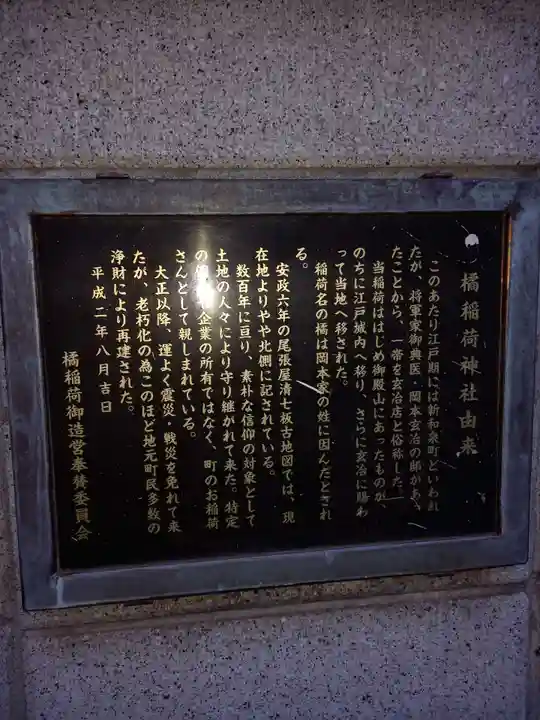 橘稲荷神社由来
このあたり江戸期には新和泉町といわれ
たが、将軍家御典医・岡本玄治の邸があっ
たことから、一帯を玄治店と俗称した。
当稲荷ははじめ御殿山にあったものが、
のちに江戸城内へ移り、さらに玄治に賜わ
って当地へ移された。
稲荷名の橘は岡本家の姓に因んだとされ
る。
安政六年の尾張屋清七板古地図では、現
在地よりやや北側に記されている。
数百年に亘り、素朴な信仰の対象として
土地の人々により守り継がれて来た。特定
の 企業の所有ではなく、町のお稲荷
さんとして親しまれている。
大正以降、運よく震災・戦災を免れて来
たが、老朽化の為このほど地元町民多数の
浄財により再建された。
平成二年八月吉日
橘稲荷御造営奉賛委員会